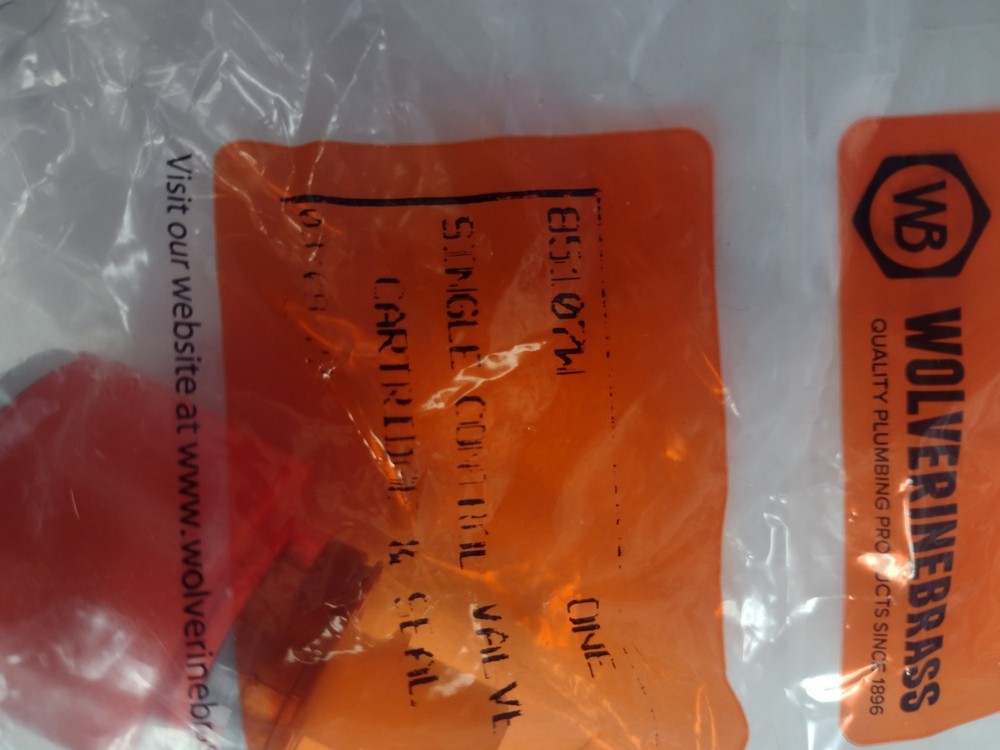 WB
WOLVERINEBRASS
QUALITY PLUMBING PRODUCTS SINCE 1896
ONE
SINGLE CONTROL VALVE
CARTRIDGE & SEAL
Visit our website at www.wolverinebr